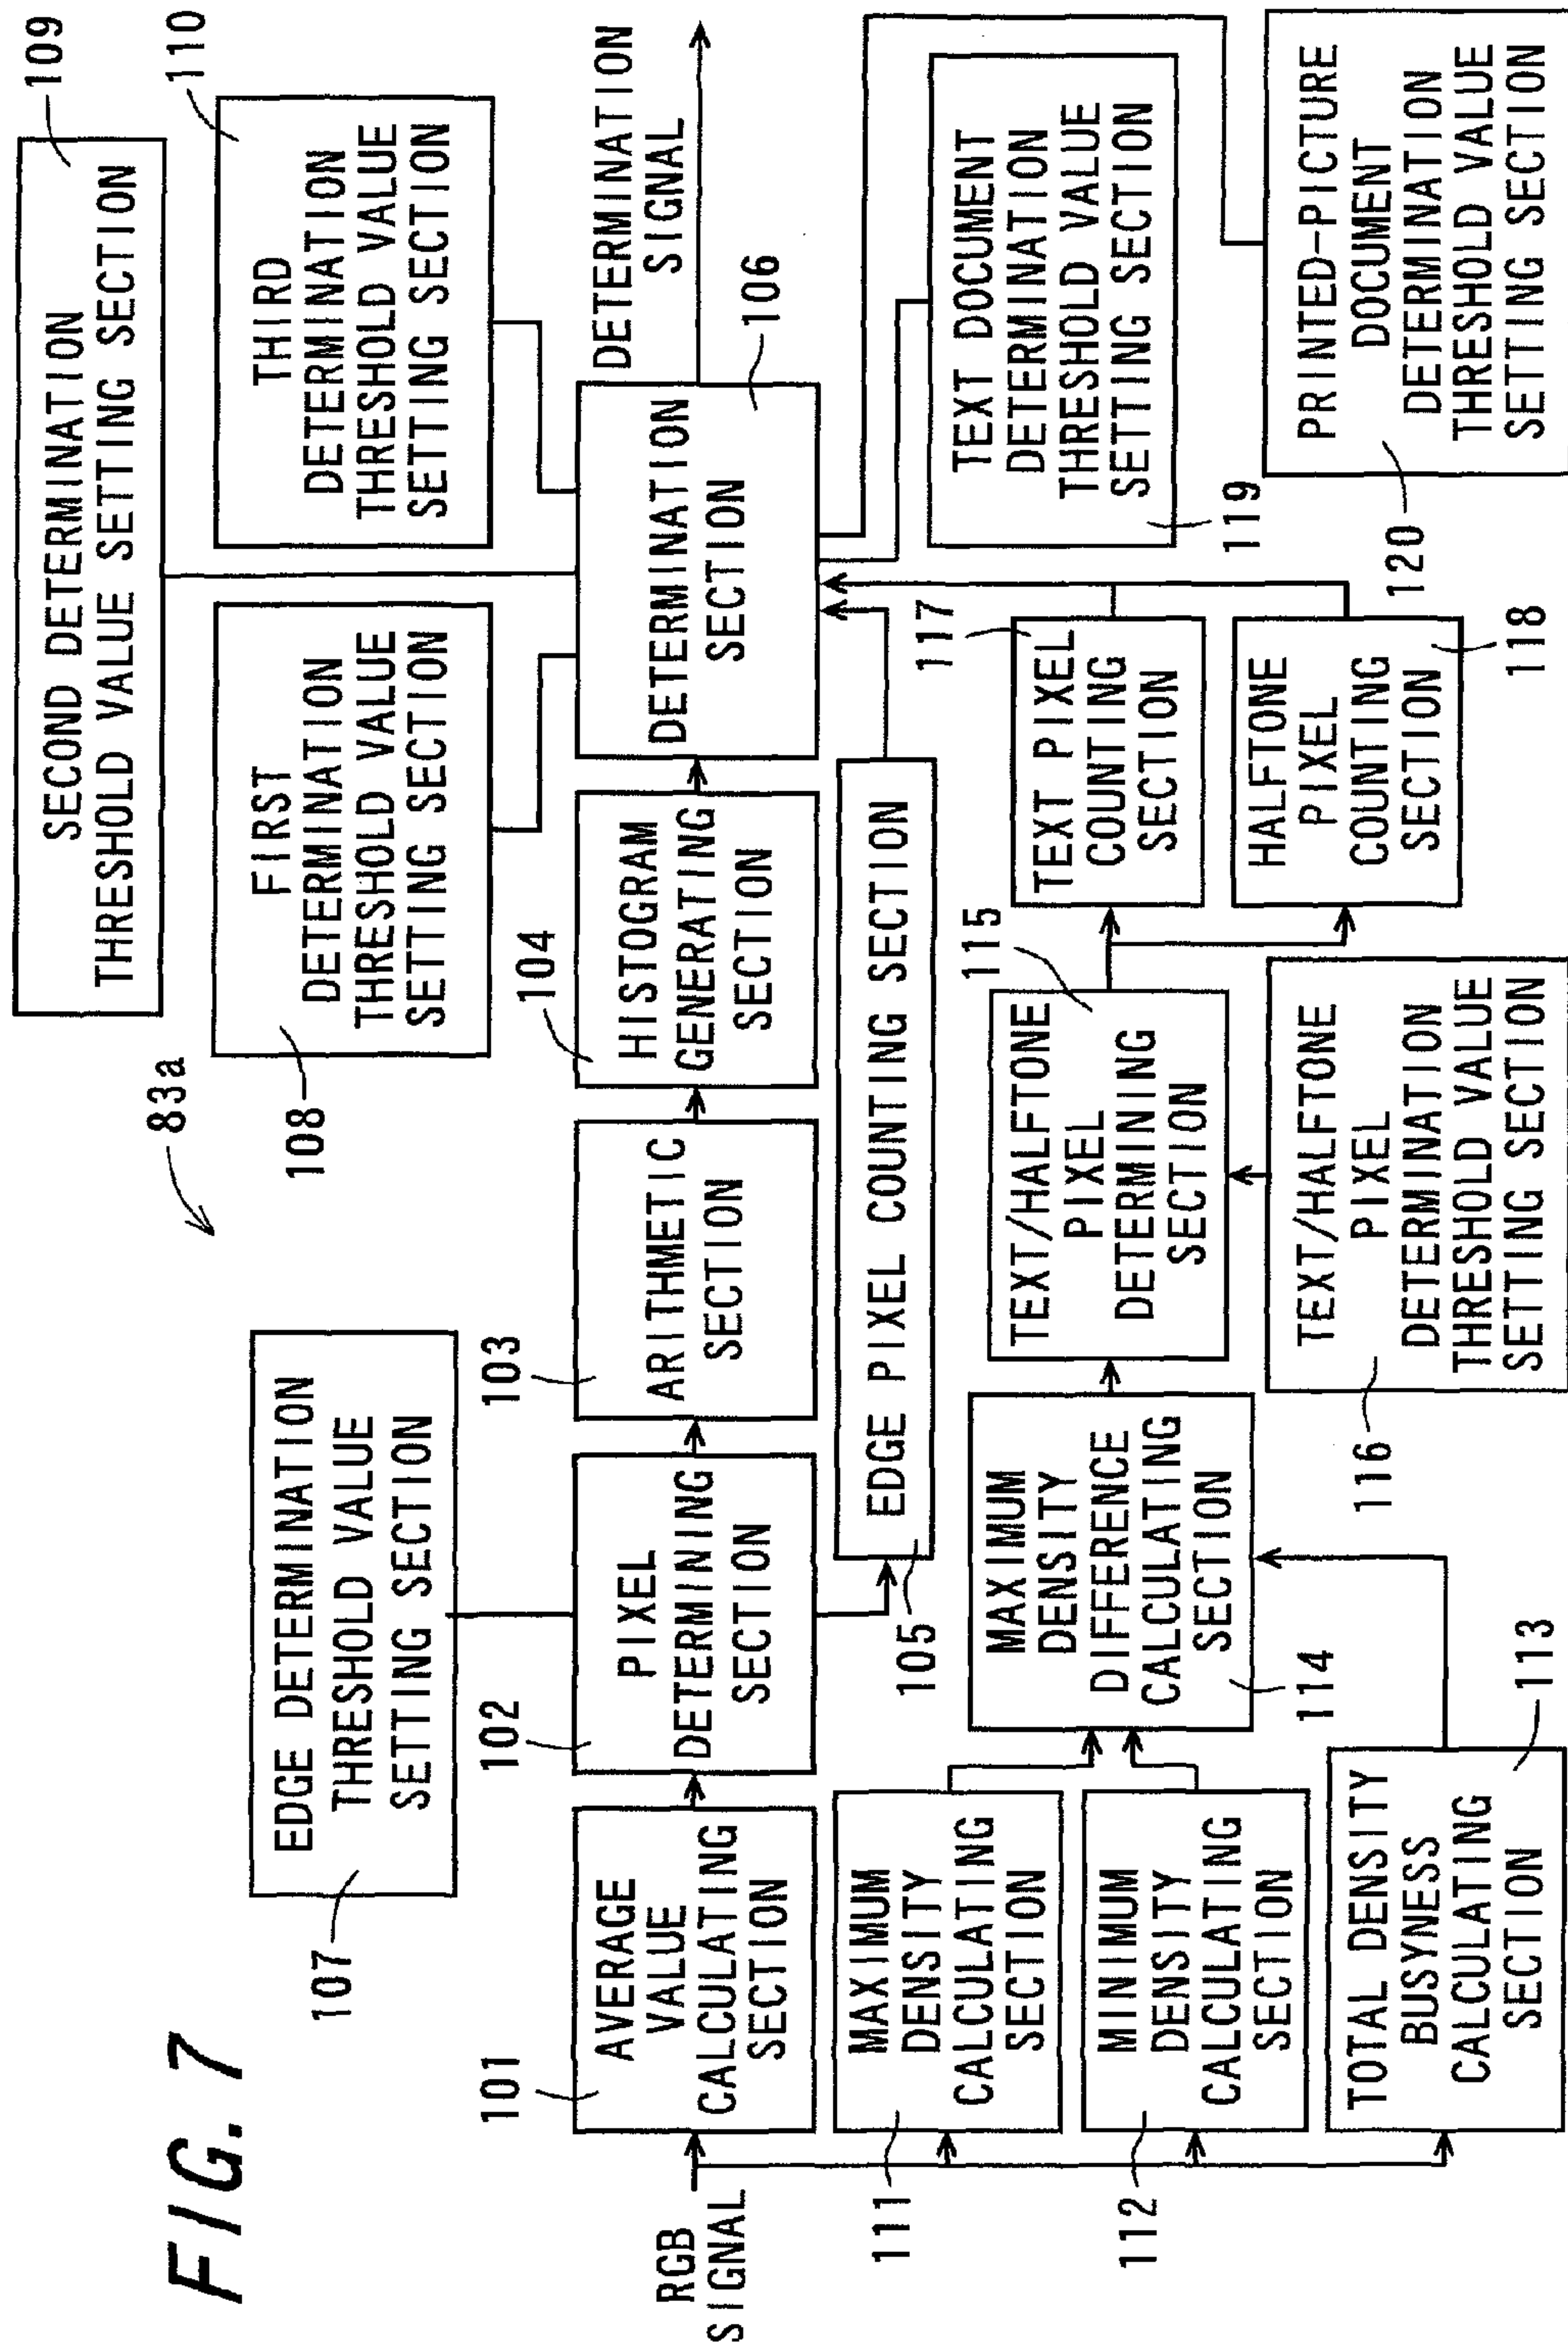 FIG. 7
83a
107
EDGE DETERMINATION
THRESHOLD VALUE
SETTING SECTION
109
SECOND DETERMINATION
THRESHOLD VALUE SETTING SECTION
108
FIRST
DETERMINATION
THRESHOLD VALUE
SETTING SECTION
110
THIRD
DETERMINATION
THRESHOLD VALUE
SETTING SECTION
RGB
SIGNAL
101
AVERAGE
VALUE
CALCULATING
SECTION
102
PIXEL
DETERMINING
SECTION
103
ARITHMETIC
SECTION
104
HISTOGRAM
GENERATING
SECTION
DETERMINATION
SECTION
106
DETERMINATION
SIGNAL
105
EDGE PIXEL COUNTING SECTION
111
MAXIMUM
DENSITY
CALCULATING
SECTION
112
MINIMUM
DENSITY
CALCULATING
SECTION
113
TOTAL DENSITY
BUSYNESS
CALCULATING
SECTION
114
MAXIMUM
DENSITY
DIFFERENCE
CALCULATING
SECTION
115
TEXT/HALFTONE
PIXEL
DETERMINING
SECTION
116
TEXT/HALFTONE
PIXEL
DETERMINATION
THRESHOLD VALUE
SETTING SECTION
117
TEXT PIXEL
COUNTING
SECTION
118
HALFTONE
PIXEL
COUNTING
SECTION
119
TEXT DOCUMENT
DETERMINATION
THRESHOLD VALUE
SETTING SECTION
120
PRINTED-PICTURE
DOCUMENT
DETERMINATION
THRESHOLD VALUE
SETTING SECTION